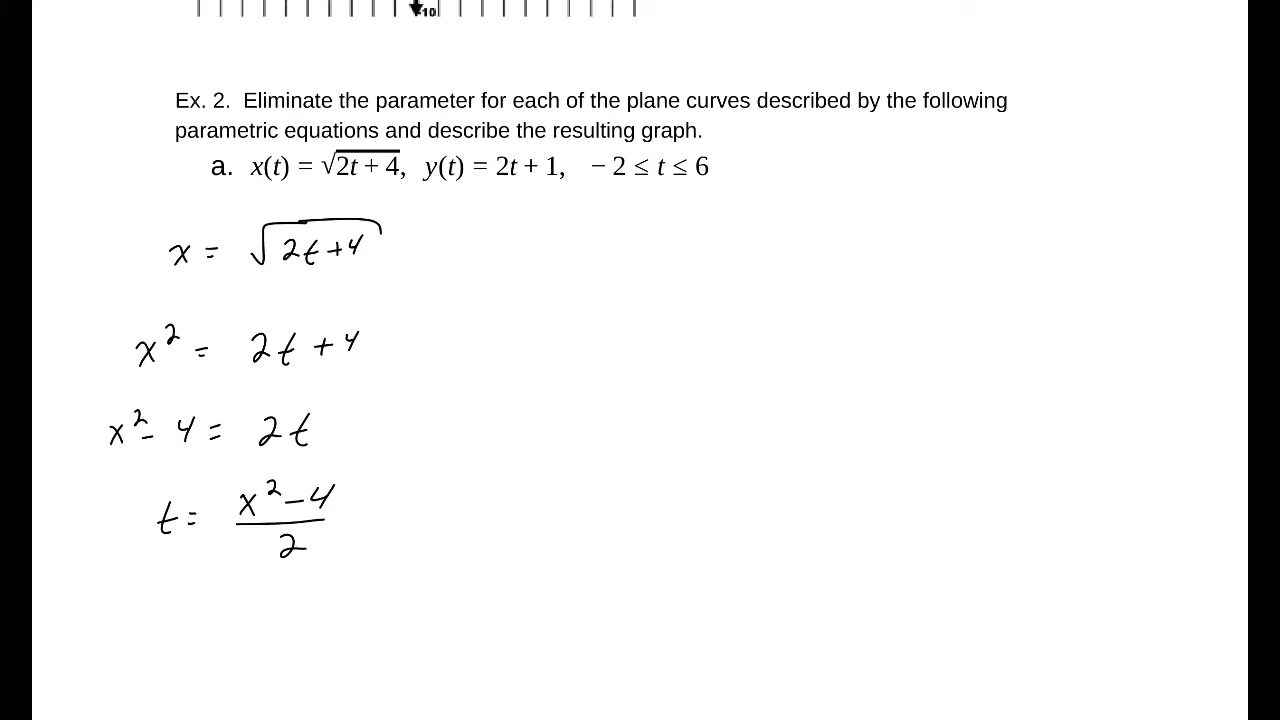 -10
Ex. 2. Eliminate the parameter for each of the plane curves described by the following
parametric equations and describe the resulting graph.
a. x(t) = √(2t + 4), y(t) = 2t + 1, − 2 ≤ t ≤ 6
x = √(2t+4)
x² = 2t + 4
x² - 4 = 2t
t = (x² - 4)/2